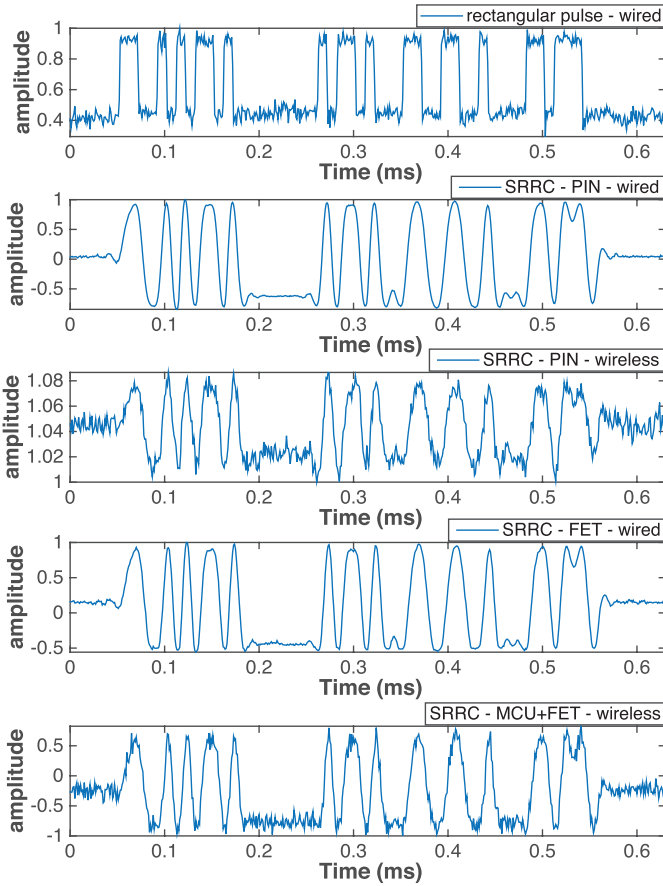 rectangular pulse - wired
amplitude
1
0.8
0.6
0.4
0 0.1 0.2 0.3 0.4 0.5 0.6
Time (ms)
SRRC - PIN - wired
amplitude
1
0.5
0
-0.5
0 0.1 0.2 0.3 0.4 0.5 0.6
Time (ms)
SRRC - PIN - wireless
amplitude
1.08
1.06
1.04
1.02
1
0 0.1 0.2 0.3 0.4 0.5 0.6
Time (ms)
SRRC - FET - wired
amplitude
1
0.5
0
-0.5
0 0.1 0.2 0.3 0.4 0.5 0.6
Time (ms)
SRRC - MCU+FET - wireless
amplitude
0.5
0
-0.5
-1
0 0.1 0.2 0.3 0.4 0.5 0.6
Time (ms)